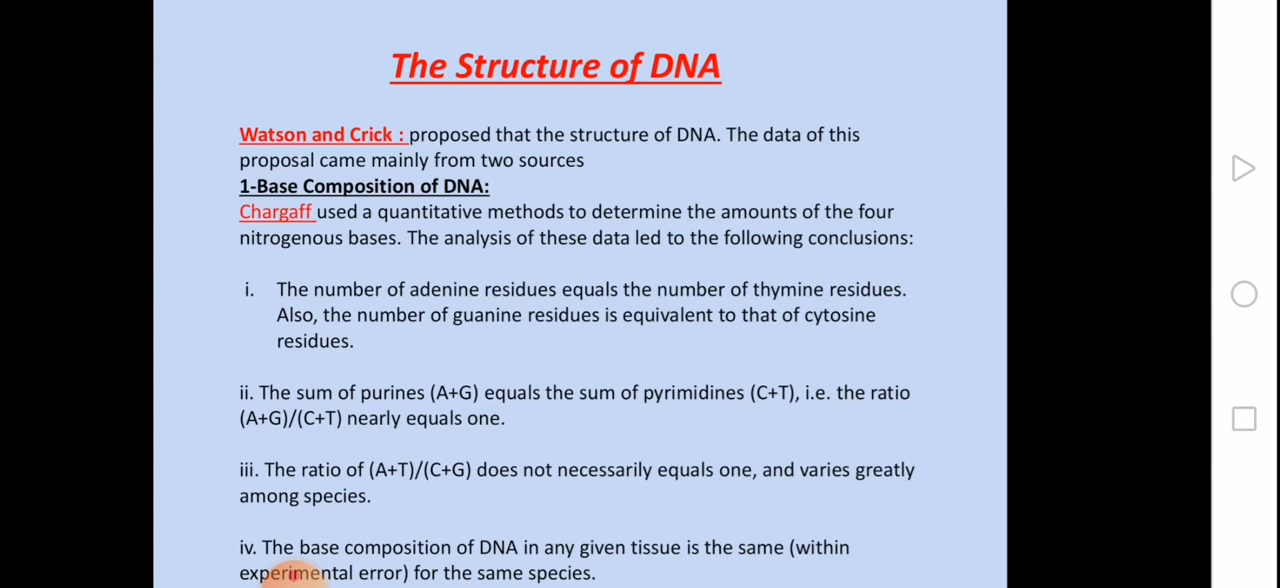 The Structure of DNA
Watson and Crick : proposed that the structure of DNA. The data of this
proposal came mainly from two sources
1-Base Composition of DNA:
Chargaff used a quantitative methods to determine the amounts of the four
nitrogenous bases. The analysis of these data led to the following conclusions:
i. The number of adenine residues equals the number of thymine residues.
Also, the number of guanine residues is equivalent to that of cytosine
residues.
ii. The sum of purines (A+G) equals the sum of pyrimidines (C+T), i.e. the ratio
(A+G)/(C+T) nearly equals one.
iii. The ratio of (A+T)/(C+G) does not necessarily equals one, and varies greatly
among species.
iv. The base composition of DNA in any given tissue is the same (within
experimental error) for the same species.